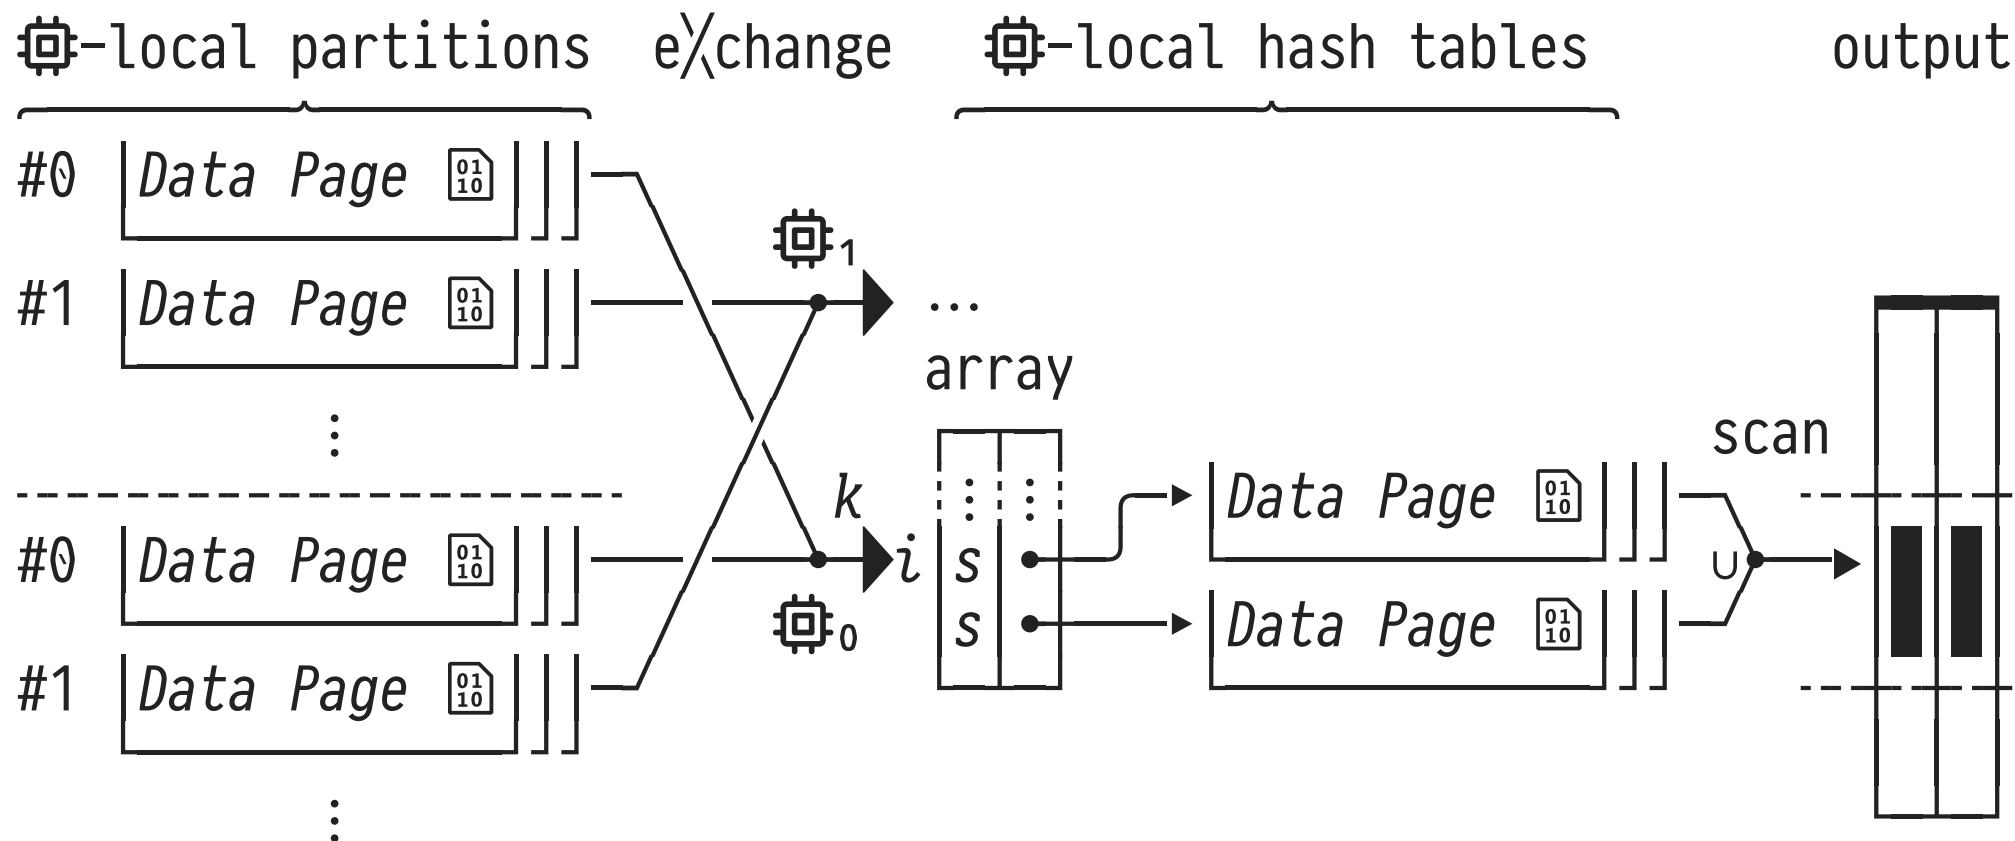 -local partitions eXchange -local hash tables output
#0 Data Page 01 10
1
#1 Data Page 01 10 ...
array
⋮
scan
k
⋮ ⋮ Data Page 01 10
#0 Data Page 01 10 i s ∪
0
s Data Page 01 10
#1 Data Page 01 10
⋮